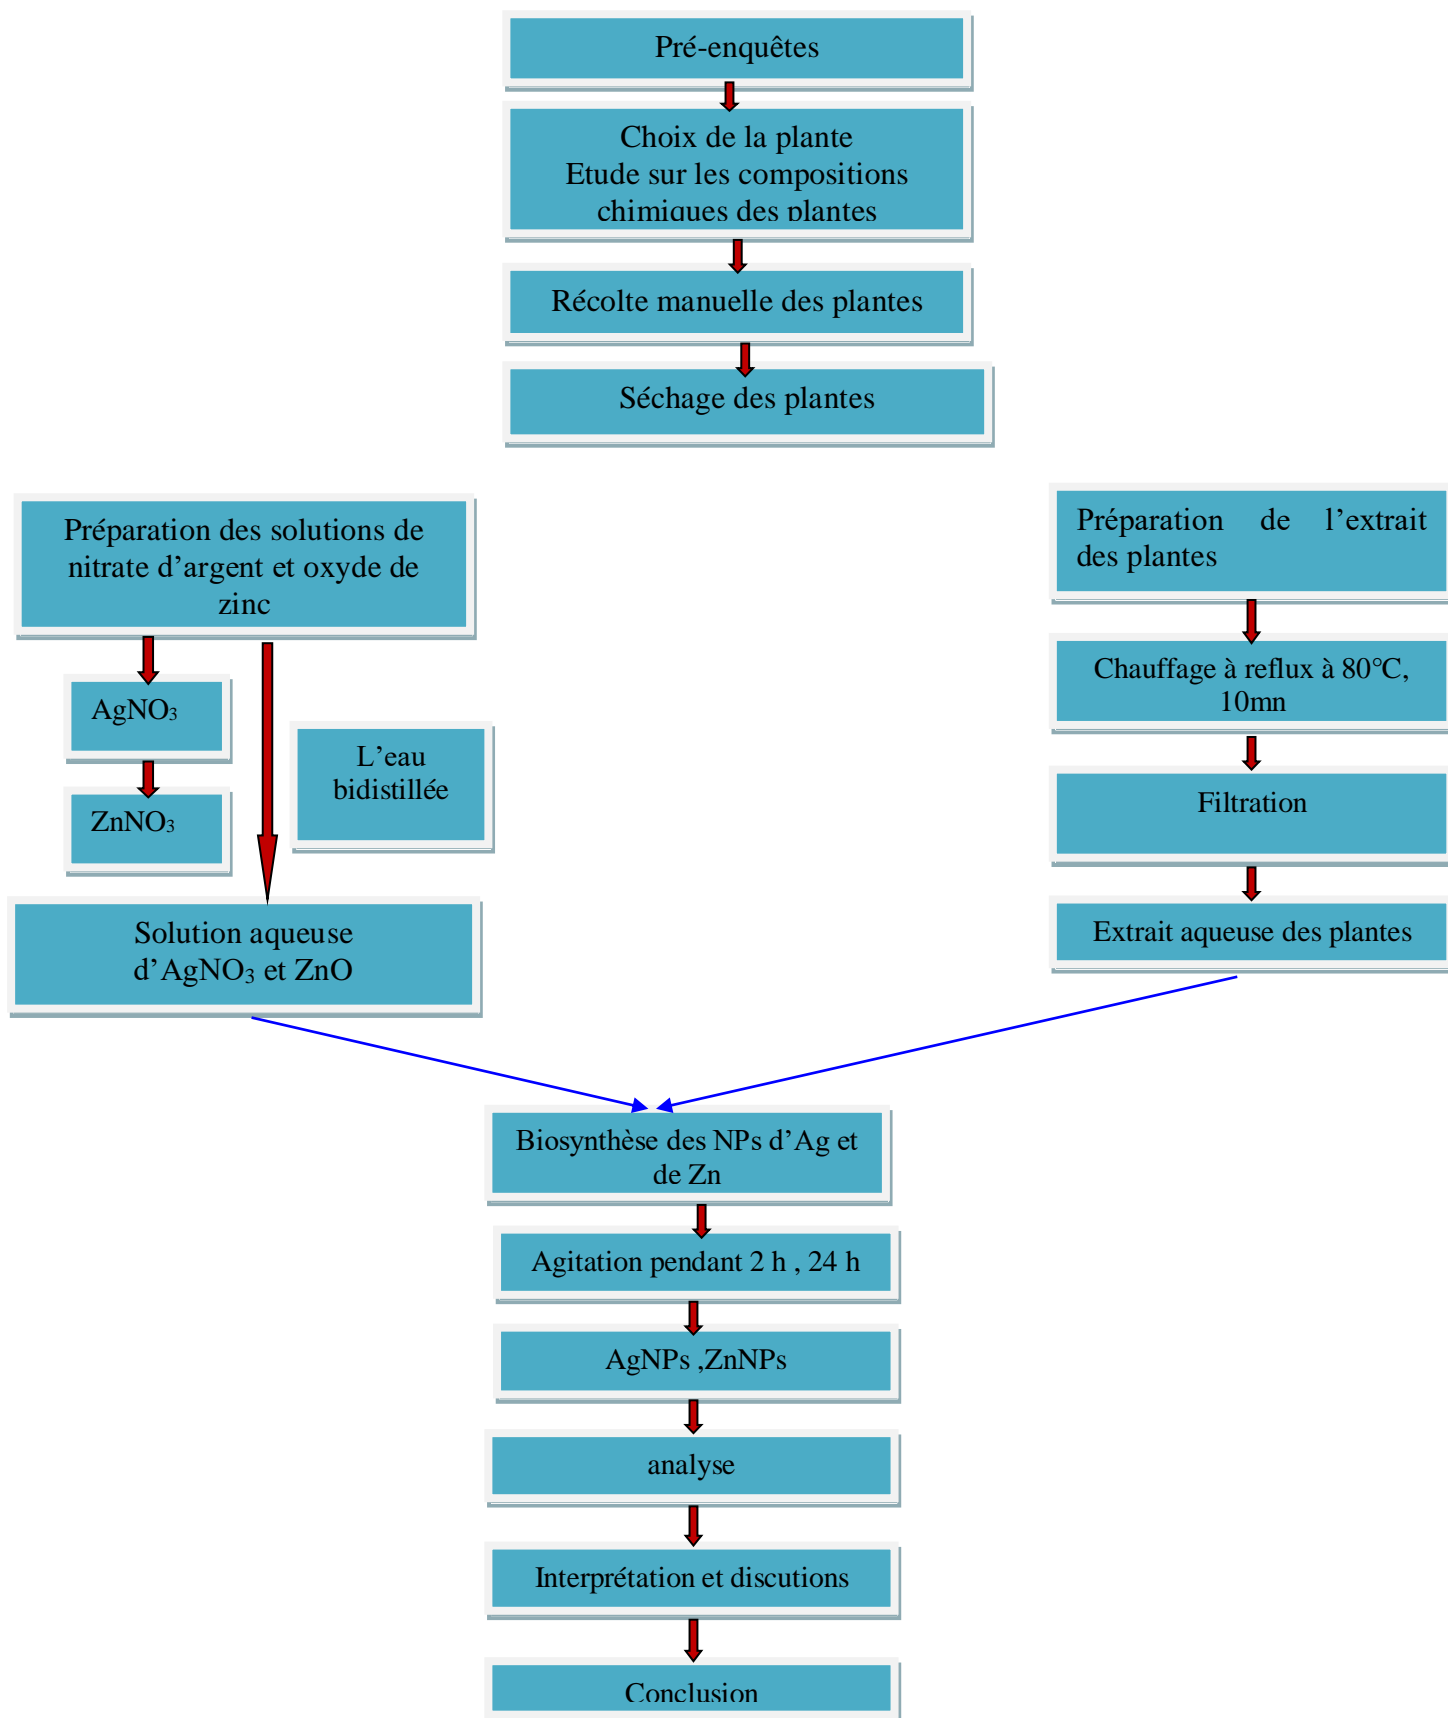 Pré-enquêtes
Choix de la plante
Etude sur les compositions
chimiques des plantes
Récolte manuelle des plantes
Séchage des plantes
Préparation des solutions de
nitrate d’argent et oxyde de
zinc
AgNO₃
ZnNO₃
L’eau
bidistillée
Solution aqueuse
d’AgNO₃ et ZnO
Préparation de l’extrait
des plantes
Chauffage à reflux à 80°C,
10mn
Filtration
Extrait aqueuse des plantes
Biosynthèse des NPs d’Ag et
de Zn
Agitation pendant 2 h , 24 h
AgNPs ,ZnNPs
analyse
Interprétation et discutions
Conclusion